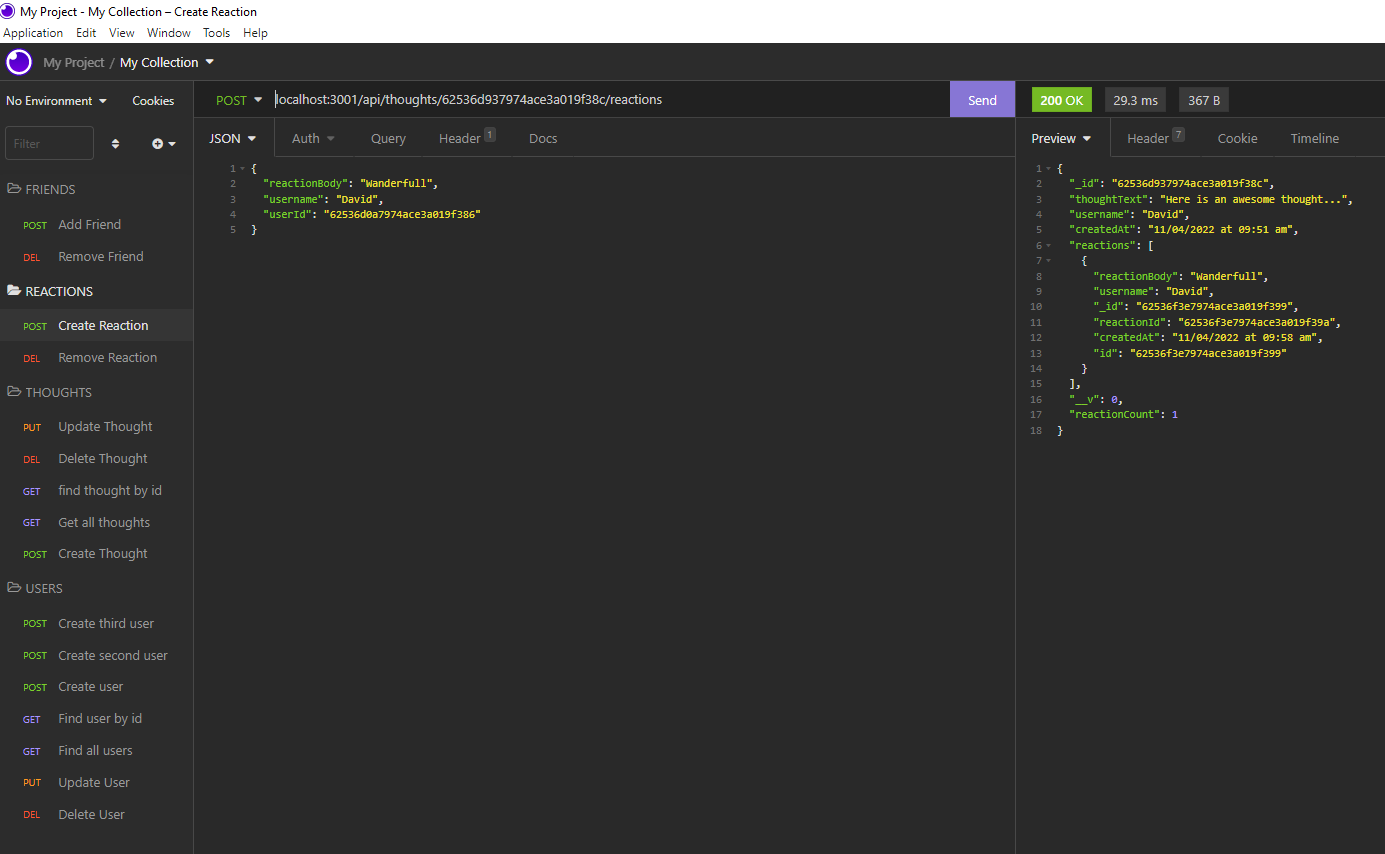 My Project - My Collection – Create Reaction
Application Edit View Window Tools Help
My Project / My Collection
No Environment Cookies
Filter
FRIENDS
POST Add Friend
DEL Remove Friend
REACTIONS
POST Create Reaction
DEL Remove Reaction
THOUGHTS
PUT Update Thought
DEL Delete Thought
GET find thought by id
GET Get all thoughts
POST Create Thought
USERS
POST Create third user
POST Create second user
POST Create user
GET Find user by id
GET Find all users
PUT Update User
DEL Delete User
POST localhost:3001/api/thoughts/62536d937974ace3a019f38c/reactions Send
JSON Auth Query Header 1 Docs
1 {
2 "reactionBody": "Wanderfull",
3 "username": "David",
4 "userId": "62536d0a7974ace3a019f386"
5 }
200 OK 29.3 ms 367 B
Preview Header 7 Cookie Timeline
1 {
2 "_id": "62536d937974ace3a019f38c",
3 "thoughtText": "Here is an awesome thought...",
4 "username": "David",
5 "createdAt": "11/04/2022 at 09:51 am",
6 "reactions": [
7 {
8 "reactionBody": "Wanderfull",
9 "username": "David",
10 "_id": "62536f3e7974ace3a019f399",
11 "reactionId": "62536f3e7974ace3a019f39a",
12 "createdAt": "11/04/2022 at 09:58 am",
13 "id": "62536f3e7974ace3a019f399"
14 }
15 ],
16 "__v": 0,
17 "reactionCount": 1
18 }